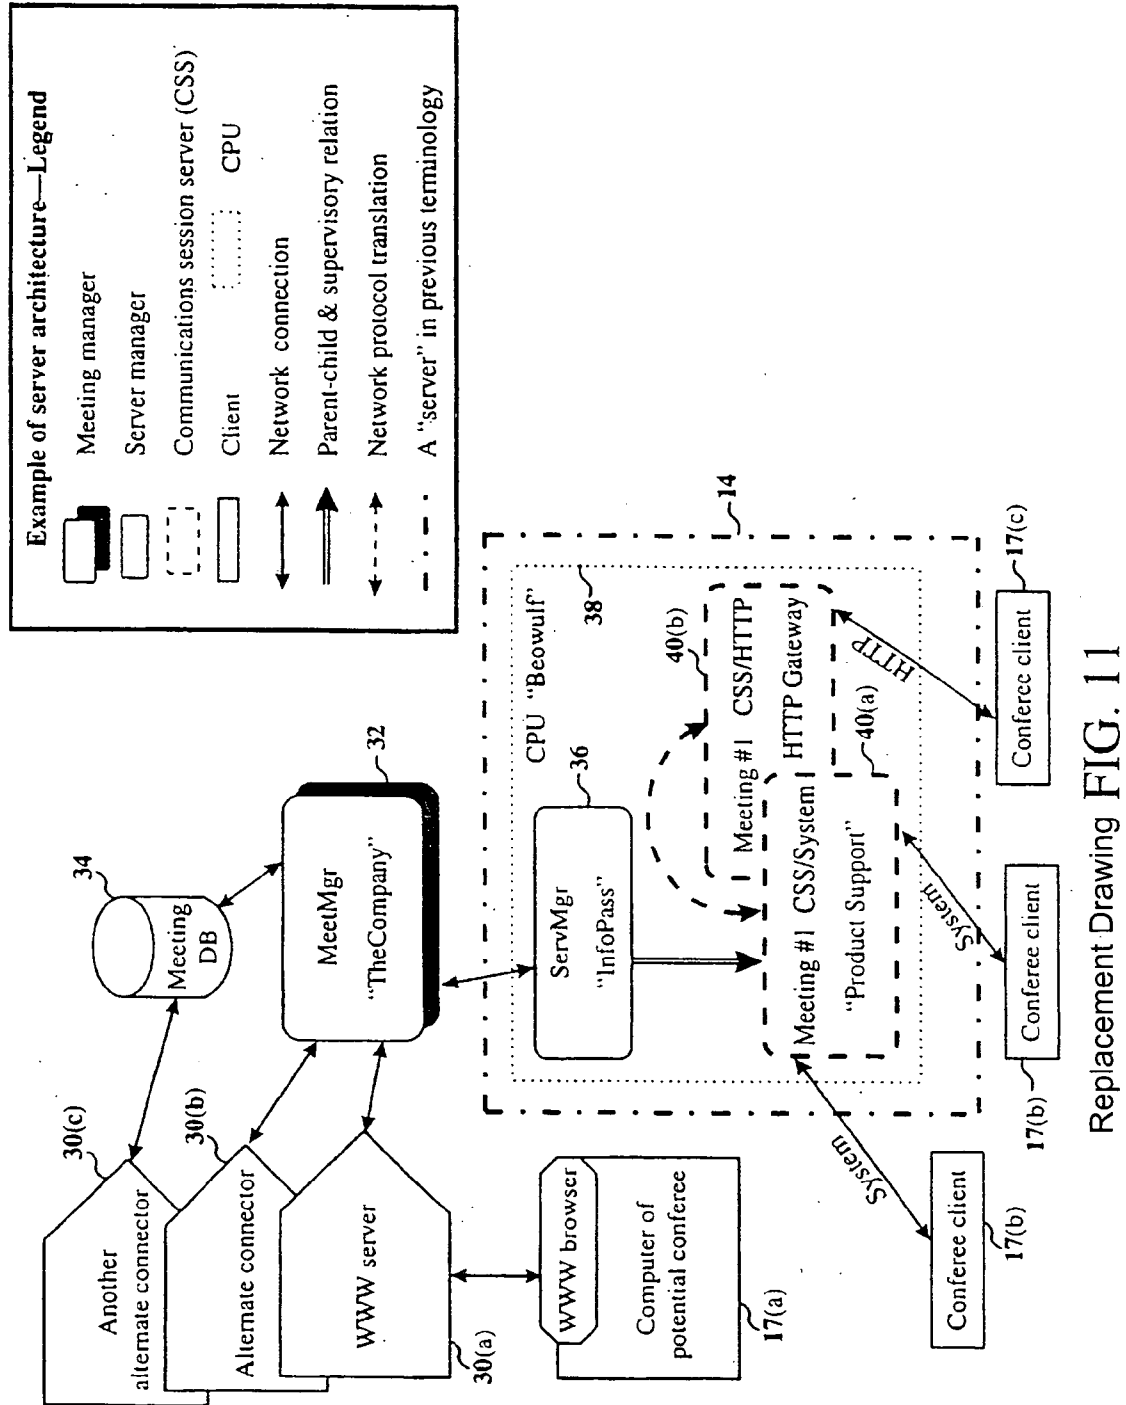 Example of server architecture—Legend
Meeting manager
Server manager
Communications session server (CSS)
Client
CPU
Network connection
Parent-child & supervisory relation
Network protocol translation
A “server” in previous terminology
30(c)
Another
alternate connector
30(b)
Alternate connector
WWW server
30(a)
34
Meeting
DB
MeetMgr
“TheCompany”
32
WWW browser
Computer of
potential conferee
17(a)
14
38
CPU “Beowulf”
ServMgr
“InfoPass”
36
40(b)
Meeting #1 CSS/HTTP
HTTP Gateway
Meeting #1 CSS/System
“Product Support”
40(a)
System
System
HTTP
Conferee client
17(b)
Conferee client
17(b)
Conferee client
17(c)
Replacement Drawing FIG. 11